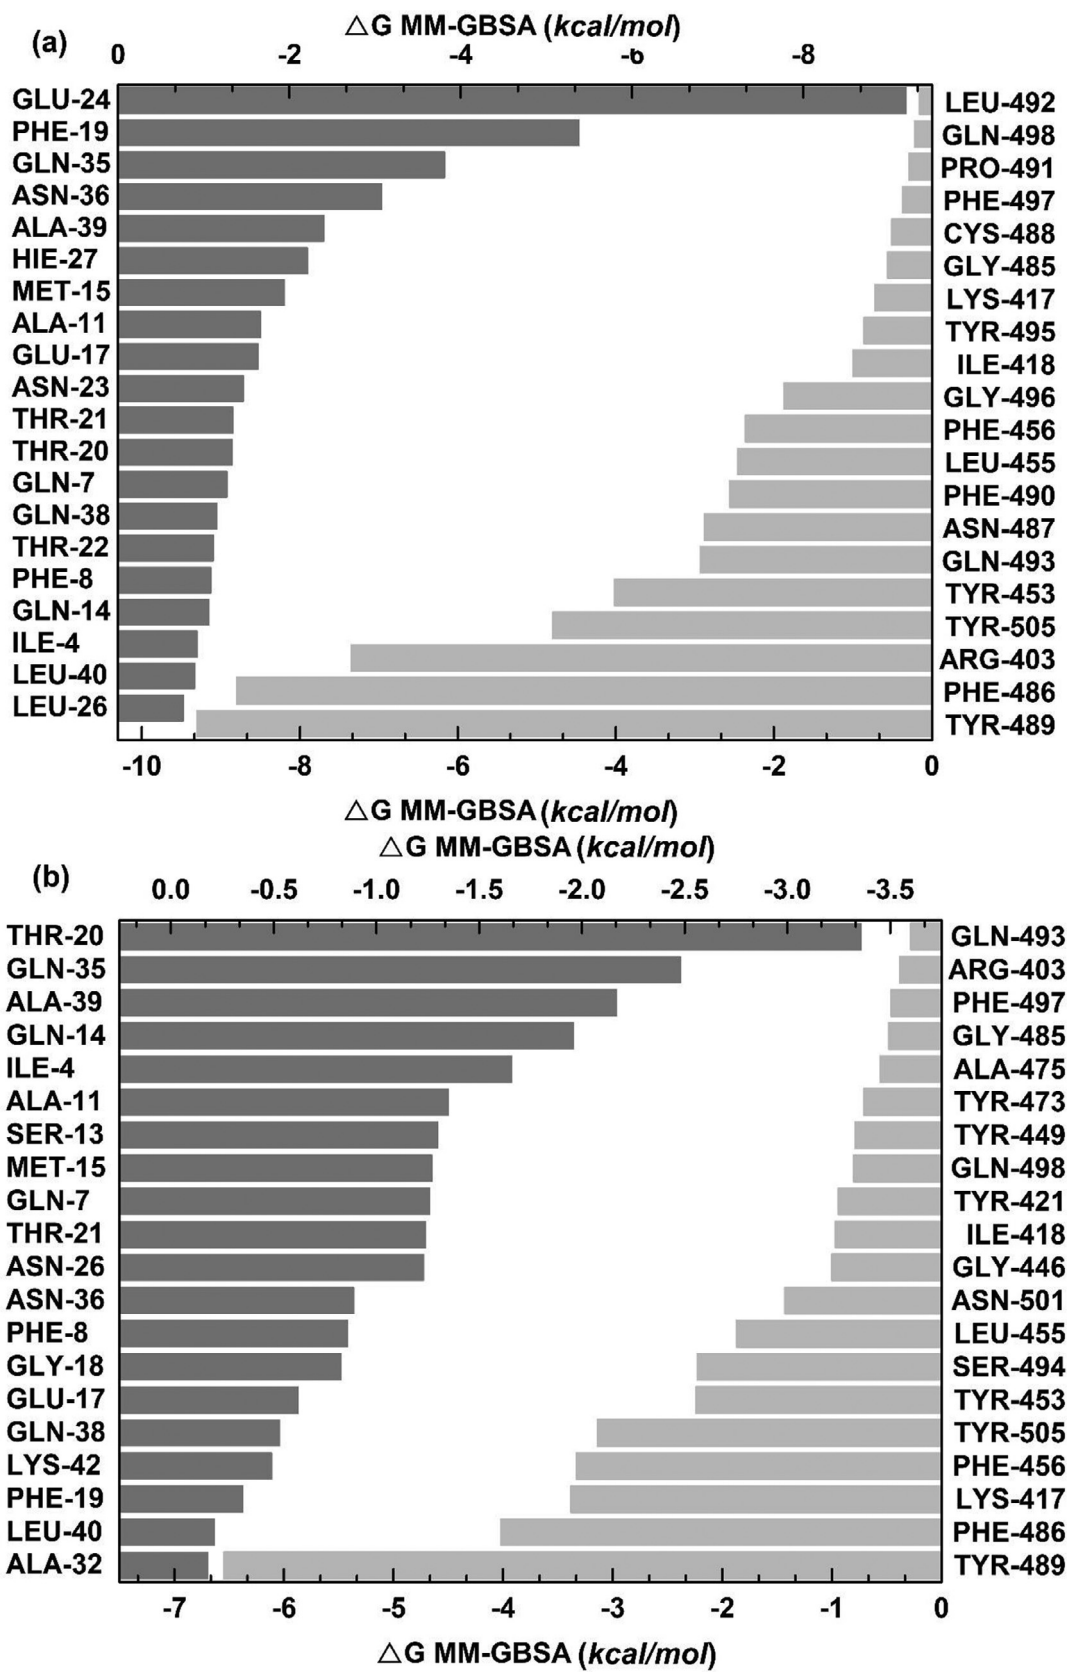 (a)
△G MM-GBSA (kcal/mol)
0 -2 -4 -6 -8
GLU-24 LEU-492
PHE-19 GLN-498
GLN-35 PRO-491
ASN-36 PHE-497
ALA-39 CYS-488
HIE-27 GLY-485
MET-15 LYS-417
ALA-11 TYR-495
GLU-17 ILE-418
ASN-23 GLY-496
THR-21 PHE-456
THR-20 LEU-455
GLN-7 PHE-490
GLN-38 ASN-487
THR-22 GLN-493
PHE-8 TYR-453
GLN-14 TYR-505
ILE-4 ARG-403
LEU-40 PHE-486
LEU-26 TYR-489
-10 -8 -6 -4 -2 0
△G MM-GBSA (kcal/mol)
△G MM-GBSA (kcal/mol)
(b)
0.0 -0.5 -1.0 -1.5 -2.0 -2.5 -3.0 -3.5
THR-20 GLN-493
GLN-35 ARG-403
ALA-39 PHE-497
GLN-14 GLY-485
ILE-4 ALA-475
ALA-11 TYR-473
SER-13 TYR-449
MET-15 GLN-498
GLN-7 TYR-421
THR-21 ILE-418
ASN-26 GLY-446
ASN-36 ASN-501
PHE-8 LEU-455
GLY-18 SER-494
GLU-17 TYR-453
GLN-38 TYR-505
LYS-42 PHE-456
PHE-19 LYS-417
LEU-40 PHE-486
ALA-32 TYR-489
-7 -6 -5 -4 -3 -2 -1 0
△G MM-GBSA (kcal/mol)